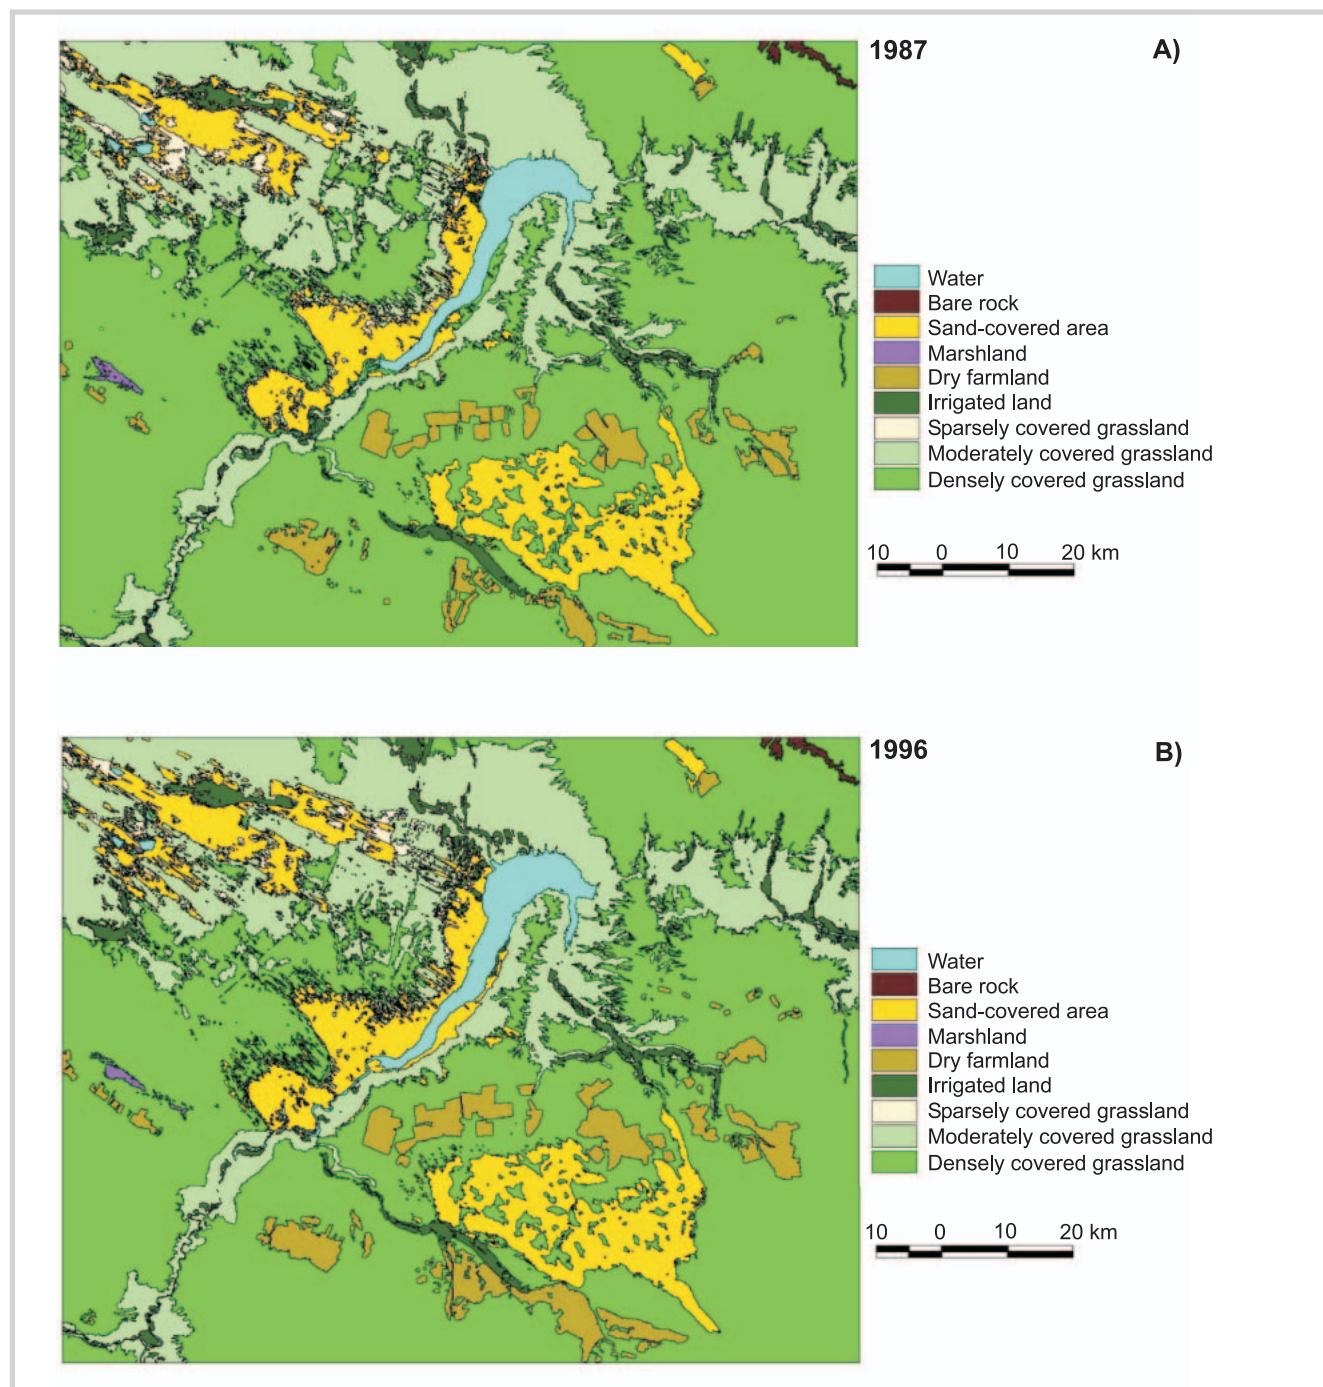 1987 A)
Water
Bare rock
Sand-covered area
Marshland
Dry farmland
Irrigated land
Sparsely covered grassland
Moderately covered grassland
Densely covered grassland
10 0 10 20 km
1996 B)
Water
Bare rock
Sand-covered area
Marshland
Dry farmland
Irrigated land
Sparsely covered grassland
Moderately covered grassland
Densely covered grassland
10 0 10 20 km